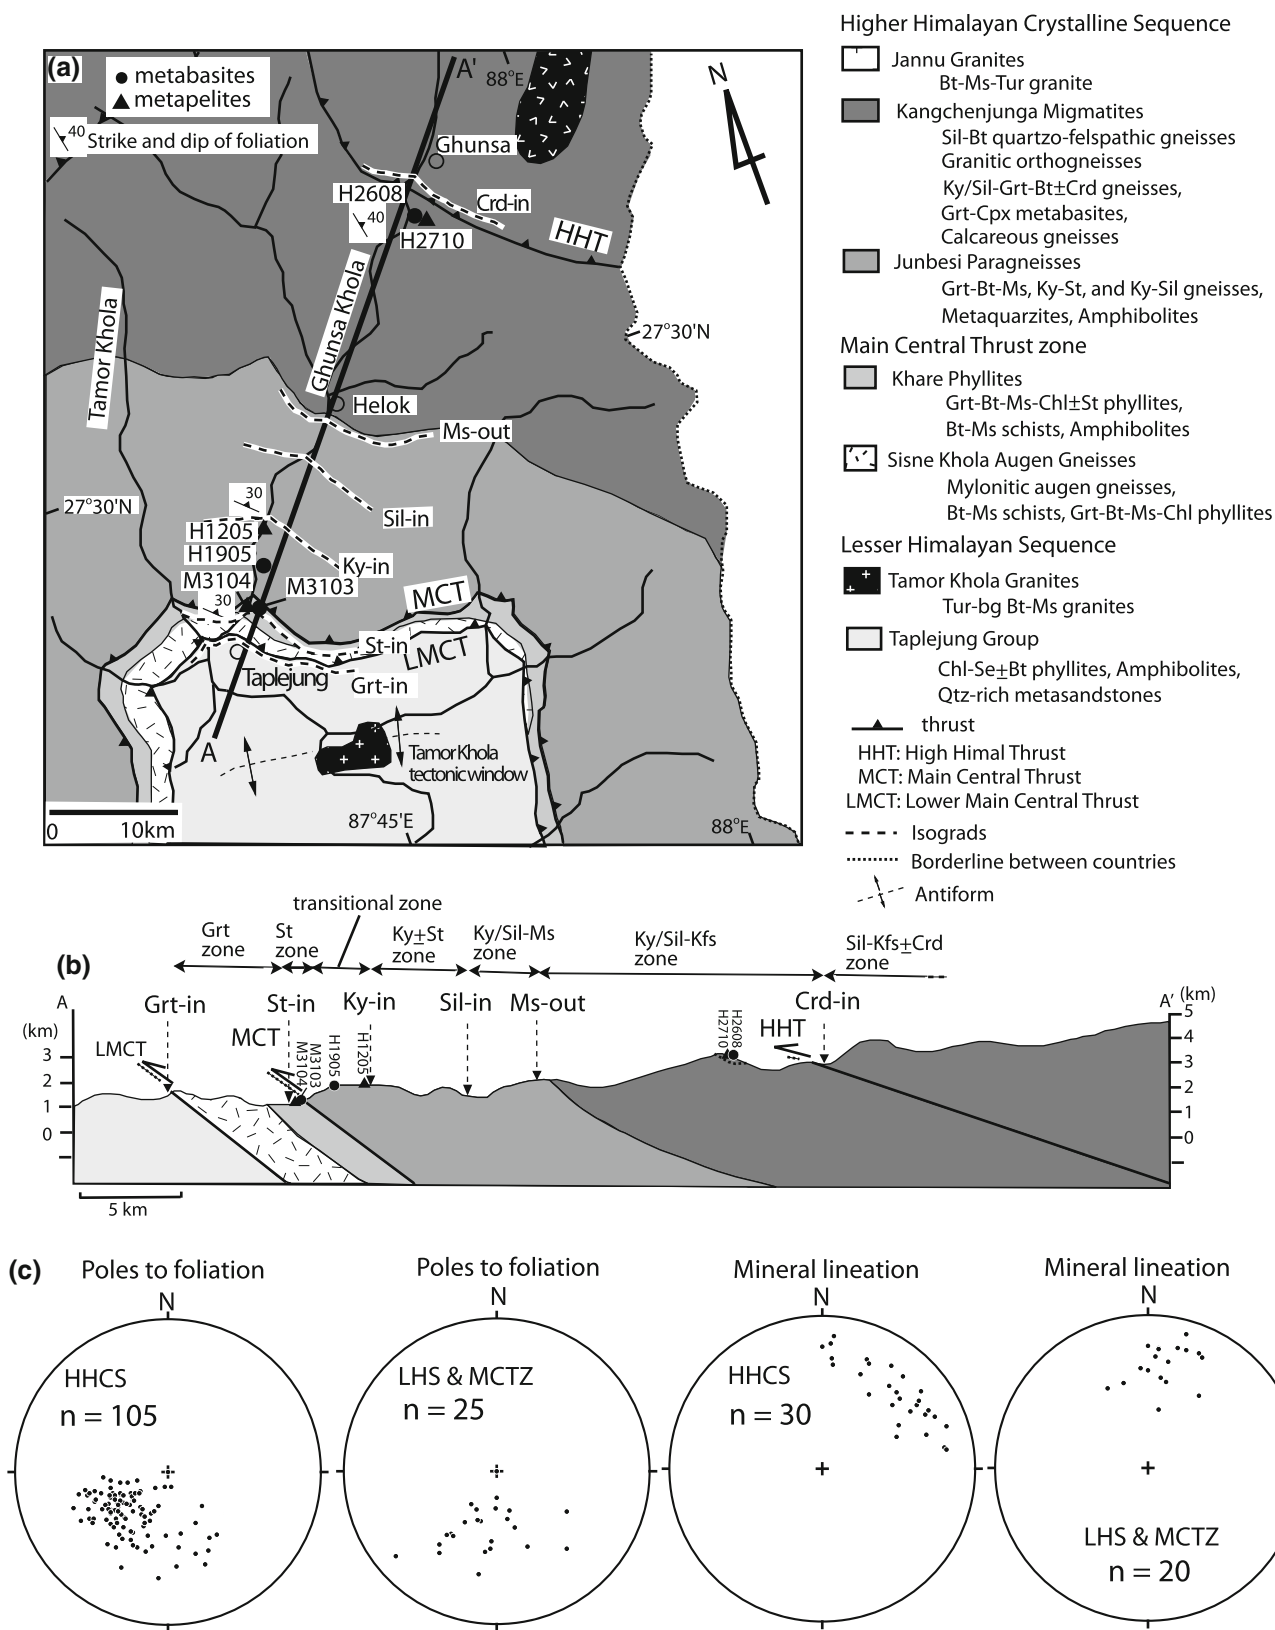 (a)
metabasites
metapelites
40 Strike and dip of foliation
A'
88°E
N
Ghunsa
H2608
40
Crd-in
H2710
HHT
Ghunsa Khola
Tamor Khola
27°30'N
Helok
Ms-out
27°30'N
30
Sil-in
H1205
H1905
Ky-in
M3104
M3103
30
MCT
St-in
LMCT
Taplejung
Grt-in
A
Tamor Khola
tectonic window
0 10km
87°45'E
88°E
Higher Himalayan Crystalline Sequence
Jannu Granites
Bt-Ms-Tur granite
Kangchenjunga Migmatites
Sil-Bt quartzo-felspathic gneisses
Granitic orthogneisses
Ky/Sil-Grt-Bt±Crd gneisses,
Grt-Cpx metabasites,
Calcareous gneisses
Junbesi Paragneisses
Grt-Bt-Ms, Ky-St, and Ky-Sil gneisses,
Metaquarzites, Amphibolites
Main Central Thrust zone
Khare Phyllites
Grt-Bt-Ms-Chl±St phyllites,
Bt-Ms schists, Amphibolites
Sisne Khola Augen Gneisses
Mylonitic augen gneisses,
Bt-Ms schists, Grt-Bt-Ms-Chl phyllites
Lesser Himalayan Sequence
Tamor Khola Granites
Tur-bg Bt-Ms granites
Taplejung Group
Chl-Se±Bt phyllites, Amphibolites,
Qtz-rich metasandstones
thrust
HHT: High Himal Thrust
MCT: Main Central Thrust
LMCT: Lower Main Central Thrust
Isograds
Borderline between countries
Antiform
(b)
transitional zone
Grt
zone
St
zone
Ky±St
zone
Ky/Sil-Ms
zone
Ky/Sil-Kfs
zone
Sil-Kfs±Crd
zone
A
(km)
Grt-in
St-in
Ky-in
Sil-in
Ms-out
Crd-in
A' (km)
LMCT
MCT
M3104
M3103
H1905
H1205
H2710
H2608
HHT
3
2
1
0
5
4
3
2
1
0
5 km
(c)
Poles to foliation
N
HHCS
n = 105
Poles to foliation
N
LHS & MCTZ
n = 25
Mineral lineation
N
HHCS
n = 30
Mineral lineation
N
LHS & MCTZ
n = 20